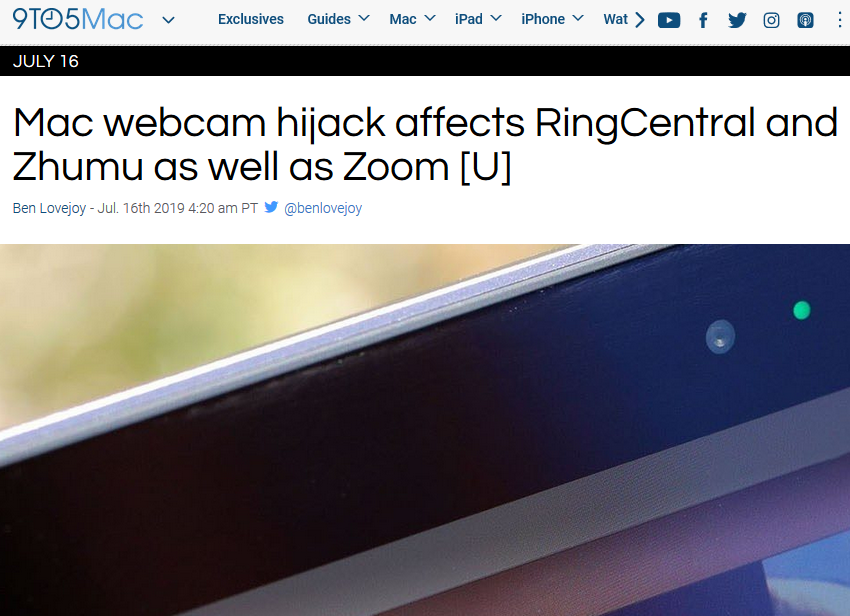 9TO5Mac Exclusives Guides Mac iPad iPhone Wat
JULY 16
Mac webcam hijack affects RingCentral and
Zhumu as well as Zoom [U]
Ben Lovejoy - Jul. 16th 2019 4:20 am PT @benlovejoy